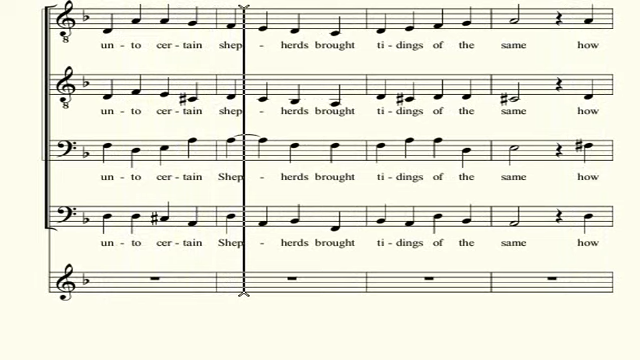 un - to cer - tain shep - herds brought ti - dings of the same how
un - to cer - tain shep - herds brought ti - dings of the same how
un - to cer - tain Shep - herds brought ti - dings of the same how
un - to cer - tain Shep - herds brought ti - dings of the same how